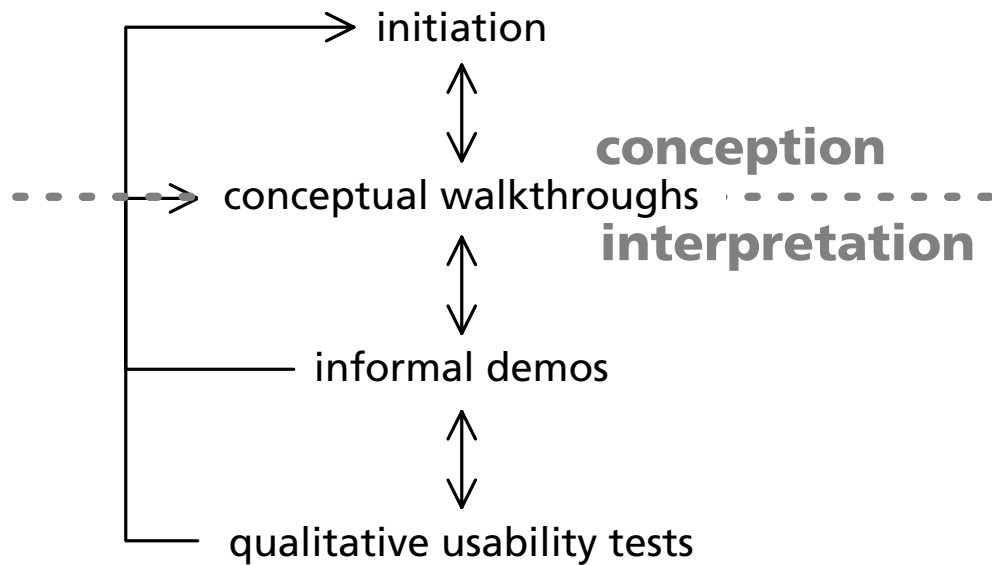 initiation
conception
conceptual walkthroughs
interpretation
informal demos
qualitative usability tests